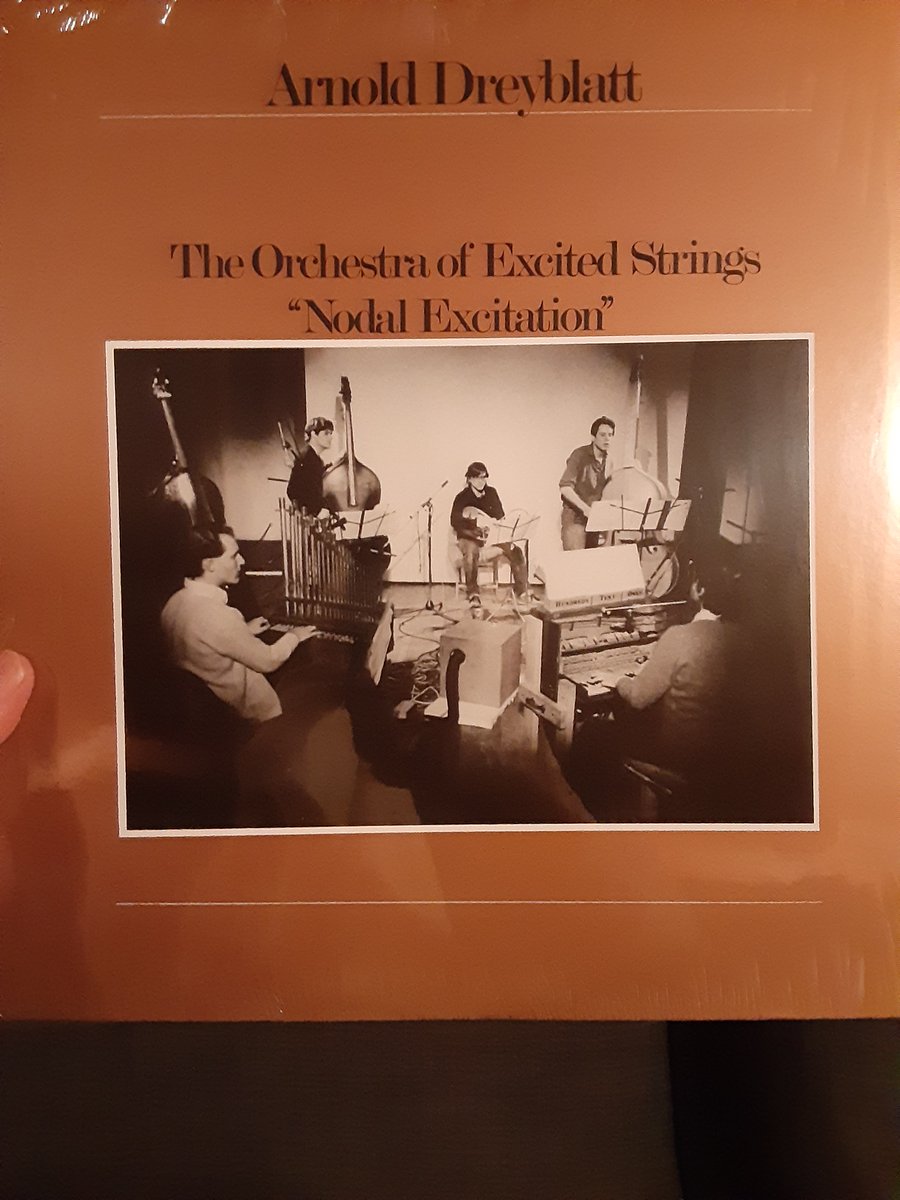 Arnold Dreyblatt
The Orchestra of Excited Strings
“Nodal Excitation”